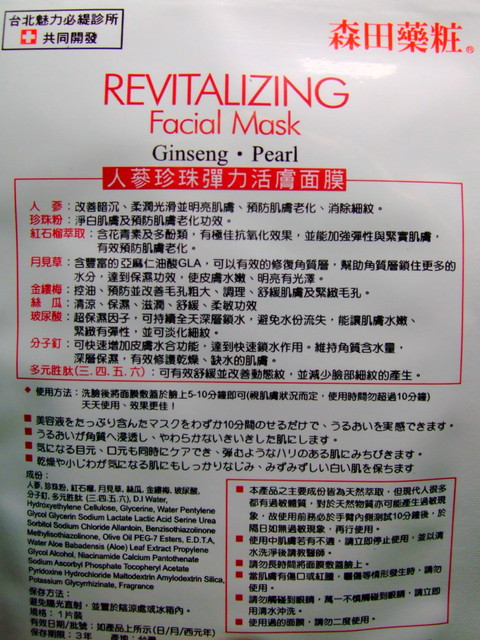 台北魅力必緹診所
共同開發
森田藥粧®
REVITALIZING
Facial Mask
Ginseng・Pearl
人蔘珍珠彈力活膚面膜
人 蔘：改善暗沉、柔潤光滑並明亮肌膚、預防肌膚老化、消除細紋。
珍珠粉：淨白肌膚及預防肌膚老化功效。
紅石榴萃取：含花青素及多酚類，有極佳抗氧化效果，並能加強彈性與緊實肌膚，
有效預防肌膚老化。
月見草：含豐富的亞麻仁油酸GLA，可以有效的修復角質層，幫助角質層鎖住更多的
水分，達到保濕功效，使皮膚水嫩、明亮有光澤。
金縷梅：控油、預防並改善毛孔粗大、調理、舒緩肌膚及緊緻毛孔。
絲 瓜：清涼、保濕、滋潤、舒緩、柔敏功效
玻尿酸：超保濕因子，可持續全天深層鎖水，避免水份流失，能讓肌膚水嫩、
緊緻有彈性，並可淡化細紋。
分子釘：可快速增加皮膚水合功能，達到快速鎖水作用。維持角質含水量，
深層保濕，有效修護乾燥、缺水的肌膚。
多元胜肽（三.四.五.六）：可有效舒緩並改善動態紋，並減少臉部細紋的產生。
使用方法：洗臉後將面膜敷蓋於臉上5-10分鐘即可(視肌膚狀況而定，使用時間勿超過10分鐘)
天天使用、效果更佳！
美容液をたっぷり含んたマスクをわずか10分間のせるだけで、うるおいを実感できます。
うるおいが角質へ浸透し、やわらかないきいきした肌にします。
気になる目元、口元も同時にケアでき、弾むようなハリのある肌にみちびきます。
乾燥や小じわが気になる肌にもしっかりなじみ、みずみずしい白い肌を保ちます
成份：
人蔘, 珍珠粉, 紅石榴, 月見草, 絲瓜, 金縷梅, 玻尿酸,
分子釘, 多元胜肽 (三.四.五.六), D.I Water,
Hydroxyethylene Cellulose, Glycerine, Water Pentylene
Glycol Glycerin Sodium Lactate Lactic Acid Serine Urea
Sorbitol Sodium Chloride Allantoin, Benzisothiazolinone
Methylisothiazolinone, Olive Oil PEG-7 Esters, E.D.T.A,
Water Aloe Babadensis (Aloe) Leaf Extract Propylene
Glycol Alcohol, Niacinamide Calcium Pantothenate
Sodium Ascorbyl Phosphate Tocopheryl Acetate
Pyridoxine Hydrochloride Maltodextrin Amylodextrin Silica,
Potassium Glycyrrhizinate, Fragrance
保存方法：
避免陽光直射，並置於陰涼處或冰箱內。
規格：1片裝
有效日期/批號：如產品上所示(日/月/西元年)
保存期限：3年
本產品之主要成份皆為天然萃取，但現代人很多
都有過敏體質，對於天然物質亦可能產生過敏現
象，故使用前務必於手臂內側測試10分鐘後，於
隔日如無過敏現象，再行使用。
使用中肌膚若有不適，請立即停止使用，並以清
水洗淨後請教醫師。
請勿長時間將面膜敷蓋臉上。
當肌膚有傷口或紅腫、曬傷等情形發生時，請勿
使用。
請勿觸碰到眼睛，萬一不慎觸碰到眼睛，請立即
用清水沖洗。
使用過的面膜，請勿二度使用。